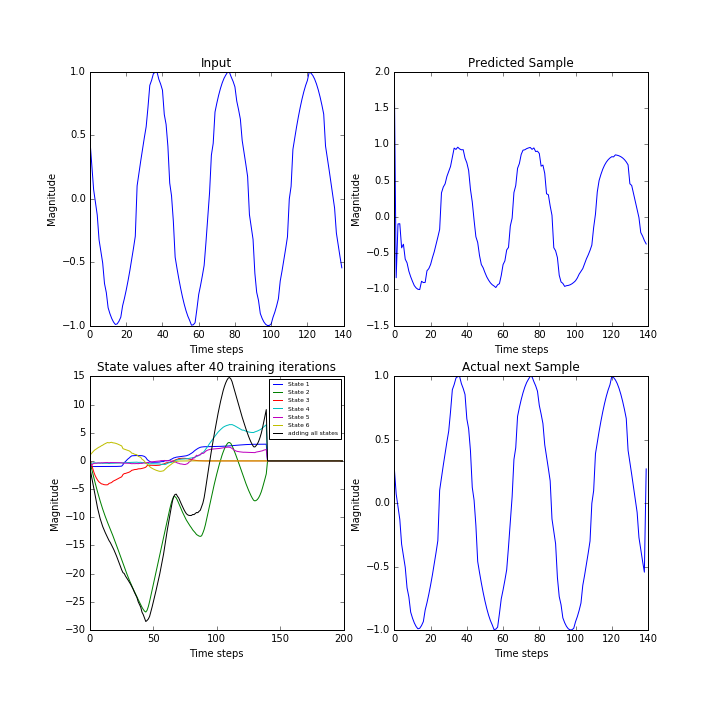 Input
Magnitude
1.0
0.5
0.0
−0.5
−1.0
0 20 40 60 80 100 120 140
Time steps
Predicted Sample
Magnitude
2.0
1.5
1.0
0.5
0.0
−0.5
−1.0
−1.5
0 20 40 60 80 100 120 140
Time steps
State values after 40 training iterations
Magnitude
15
10
5
0
−5
−10
−15
−20
−25
−30
0 50 100 150 200
Time steps
State 1
State 2
State 3
State 4
State 5
State 6
adding all states
Actual next Sample
Magnitude
1.0
0.5
0.0
−0.5
−1.0
0 20 40 60 80 100 120 140
Time steps